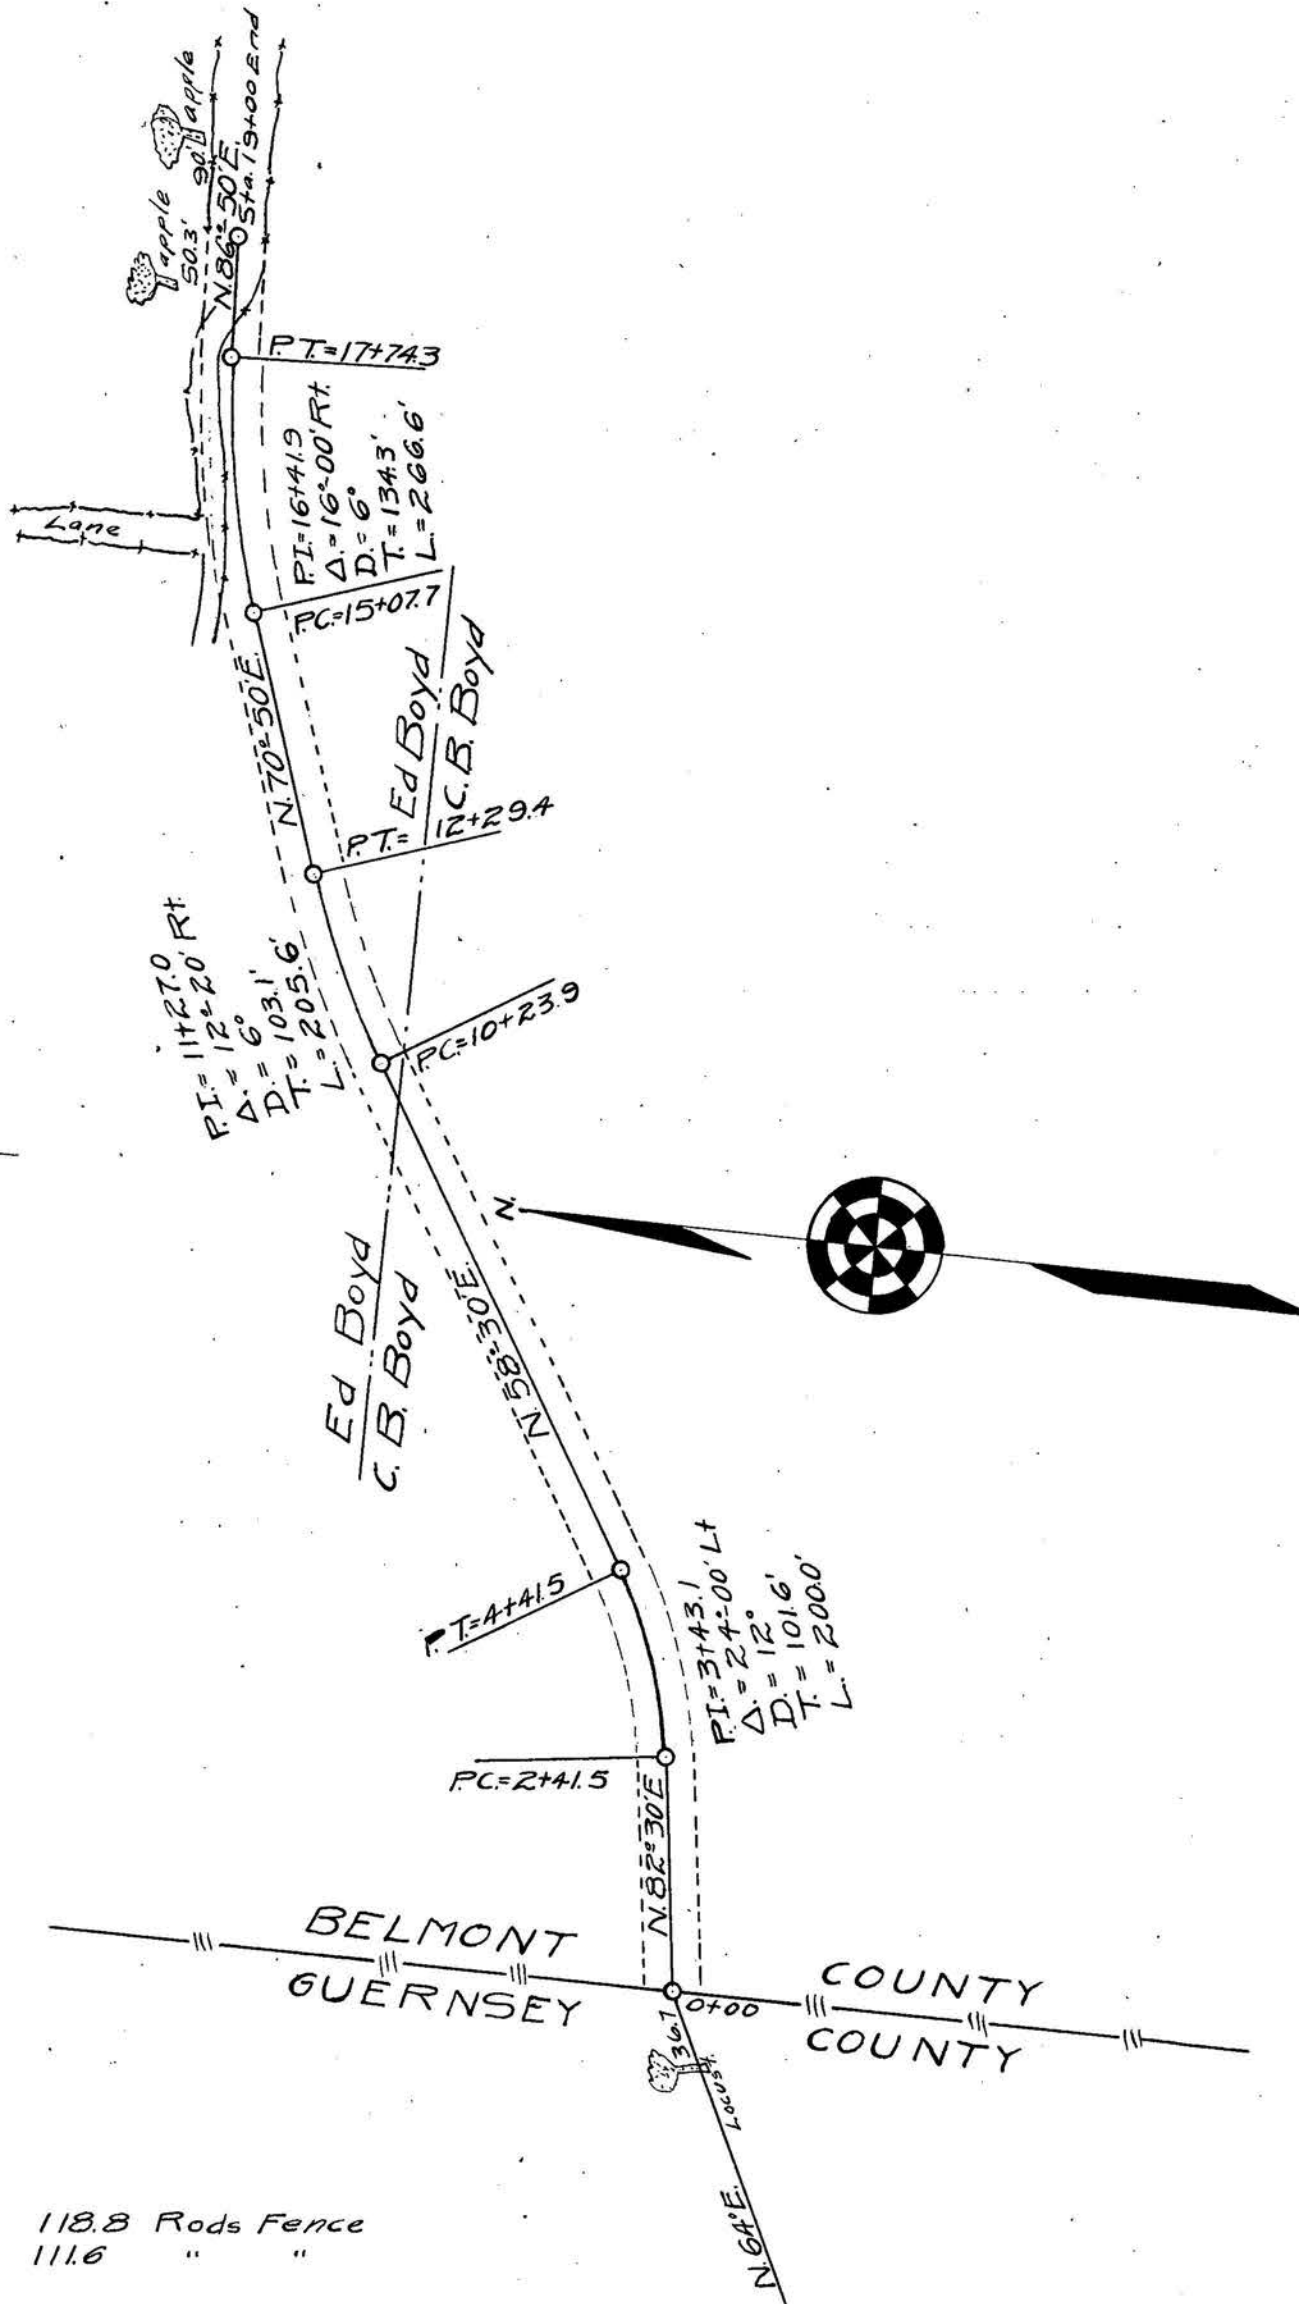 apple
90'
apple
50.3'
N.86°-50'E.
Sta. 19+00 End
P.T.=17+74.3
P.I.=16+41.9
Δ.=16°-00' Rt.
D.=6°
T.=134.3'
L.=266.6'
Lane
P.C.=15+07.7
N.70°-50'E.
Ed Boyd
C. B. Boyd
P.T.= 12+29.4
P.I.= 11+27.0
Δ.= 12°-20' Rt.
D.= 6°
T.= 103.1'
L.= 205.6'
P.C.=10+23.9
N.
Ed Boyd
C. B. Boyd
N.58°-30'E.
P.T.=4+41.5
P.I.=3+43.1
Δ.=24°-00' Lt
D.=12°
T.=101.6'
L.=200.0'
P.C.=2+41.5
N.82°30'E
BELMONT COUNTY
GUERNSEY COUNTY
0+00
36.7
Locust.
N.64°E.
118.8 Rods Fence
111.6 " "